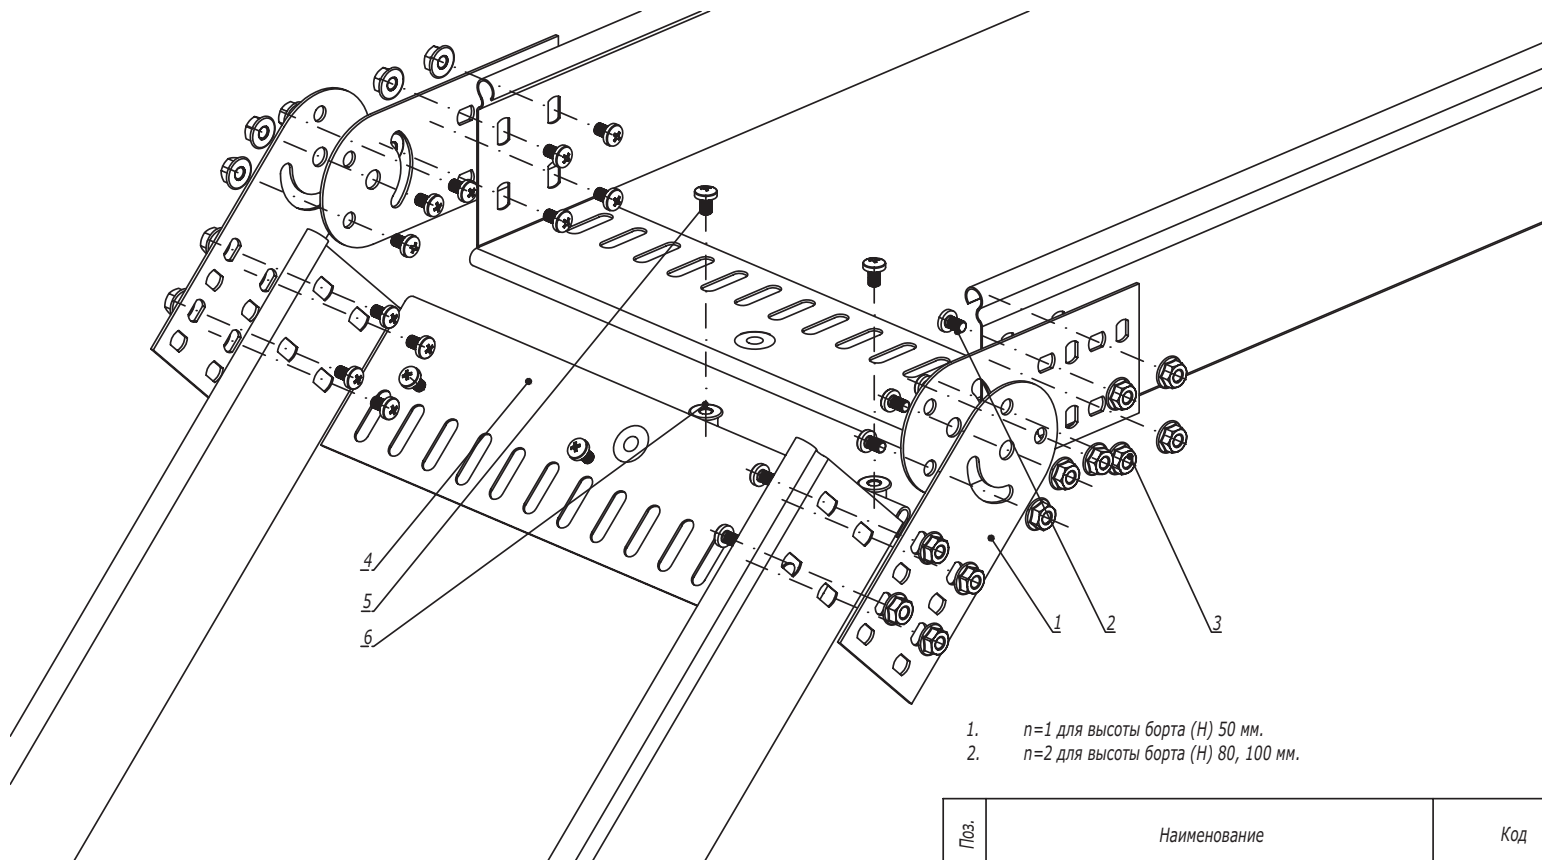 4
5
6
1
2
3
1. n=1 для высоты борта (Н) 50 мм.
2. n=2 для высоты борта (Н) 80, 100 мм.
Поз.
Наименование
Код